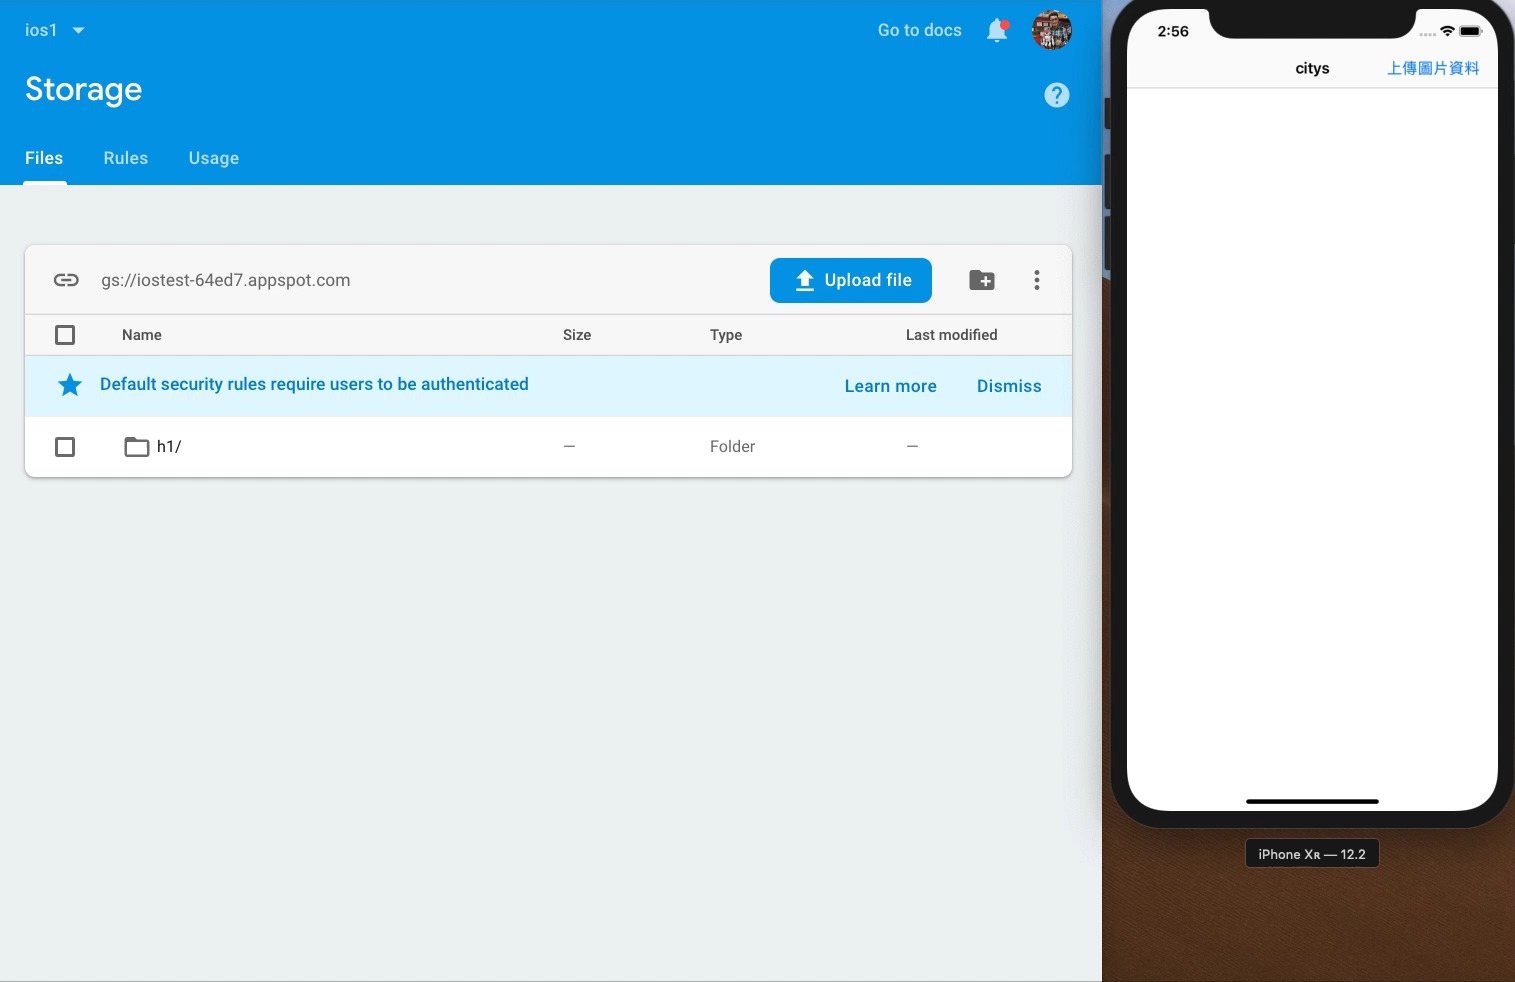 ios1
Go to docs
Storage
Files Rules Usage
gs://iostest-64ed7.appspot.com
Upload file
Name Size Type Last modified
Default security rules require users to be authenticated
Learn more Dismiss
h1/ — Folder —
2:56
citys 上傳圖片資料
iPhone Xʀ — 12.2